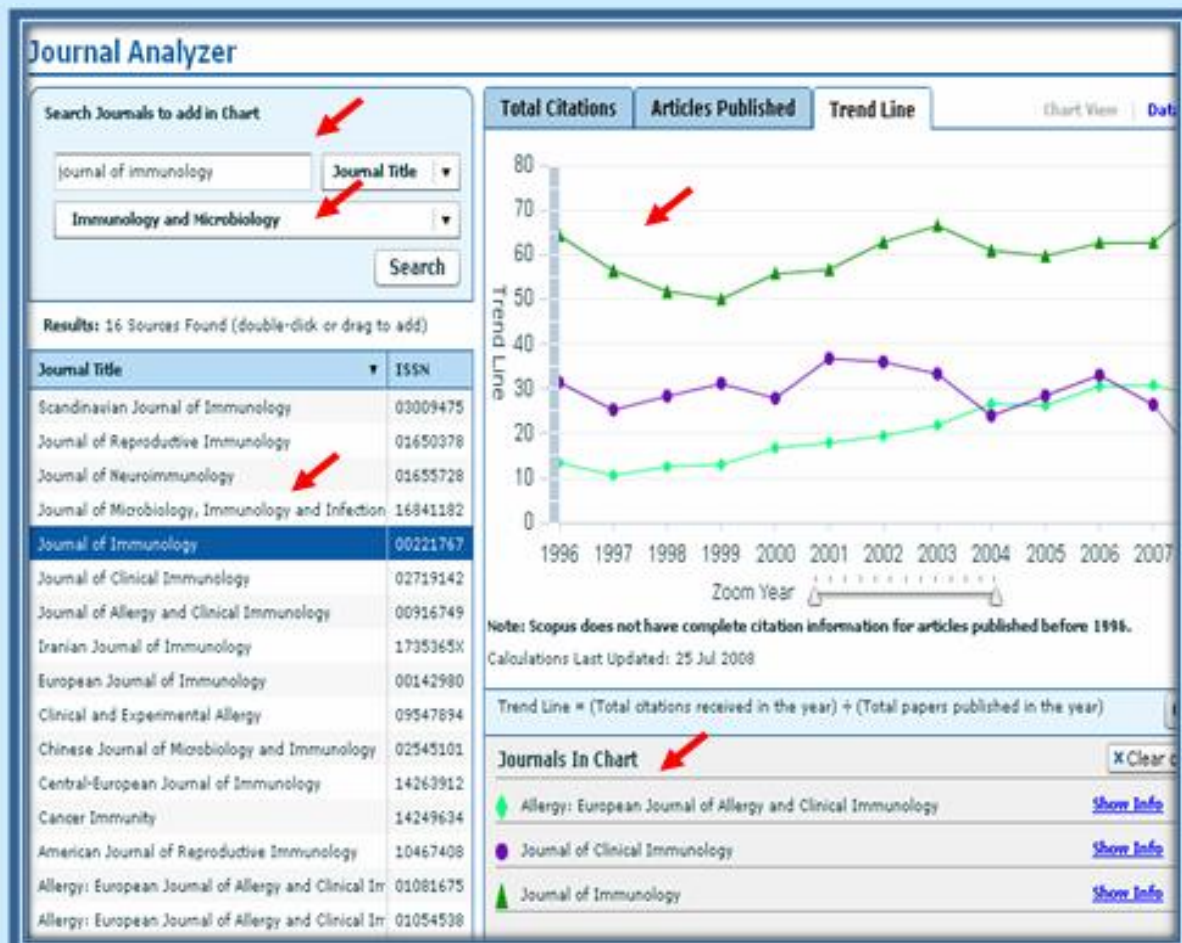 Journal Analyzer
Search Journals to add in Chart
journal of immunology
Journal Title
Immunology and Microbiology
Search
Results: 16 Sources Found (double-click or drag to add)
Journal Title ISSN
Scandinavian Journal of Immunology 03009475
Journal of Reproductive Immunology 01650378
Journal of Neuroimmunology 01655728
Journal of Microbiology, Immunology and Infection 16841182
Journal of Immunology 00221767
Journal of Clinical Immunology 02719142
Journal of Allergy and Clinical Immunology 00916749
Iranian Journal of Immunology 1735365X
European Journal of Immunology 00142980
Clinical and Experimental Allergy 09547894
Chinese Journal of Microbiology and Immunology 02545101
Central-European Journal of Immunology 14263912
Cancer Immunity 14249634
American Journal of Reproductive Immunology 10467408
Allergy: European Journal of Allergy and Clinical Im 01081675
Allergy: European Journal of Allergy and Clinical Im 01054538
Total Citations Articles Published Trend Line Chart View | Data
80
70
60
50
40
30
20
10
0
Trend Line
1996 1997 1998 1999 2000 2001 2002 2003 2004 2005 2006 2007
Zoom Year
Note: Scopus does not have complete citation information for articles published before 1996.
Calculations Last Updated: 25 Jul 2008
Trend Line = (Total citations received in the year) ÷ (Total papers published in the year)
Journals In Chart
x Clear
Allergy: European Journal of Allergy and Clinical Immunology Show Info
Journal of Clinical Immunology Show Info
Journal of Immunology Show Info